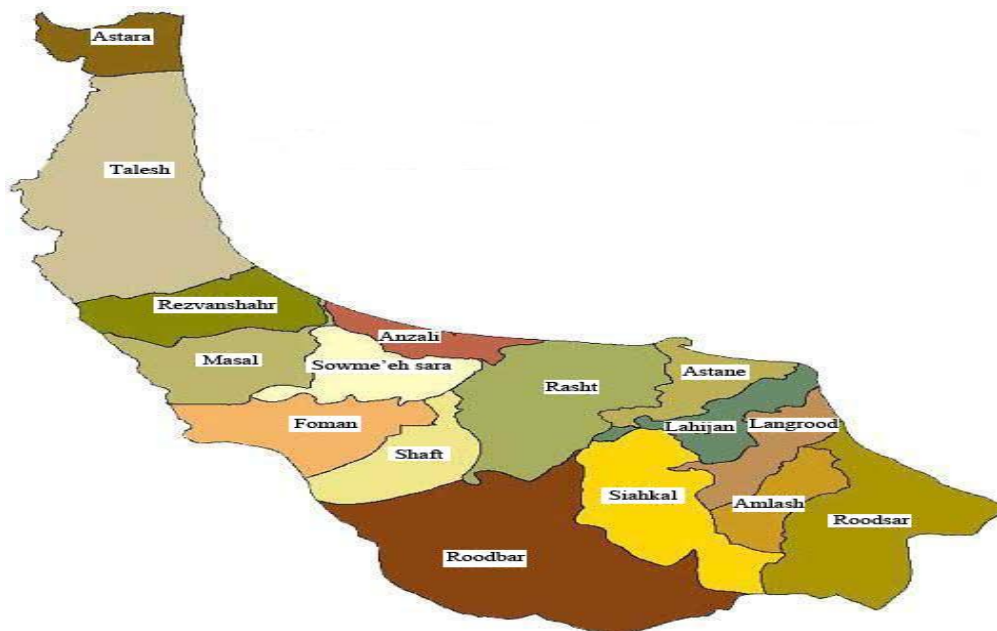 Astara
Talesh
Rezvanshahr
Anzali
Masal
Sowme'eh sara
Rasht
Astane
Foman
Lahijan
Langrood
Shaft
Siahkal
Amlash
Roodsar
Roodbar